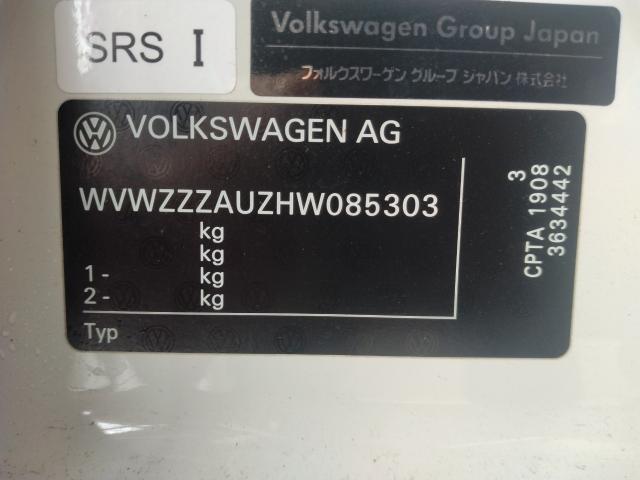 SRS I
Volkswagen Group Japan
フォルクスワーゲン グループ ジャパン 株式会社
VOLKSWAGEN AG
WVWZZZAUZHW085303
kg
kg
1- kg
2- kg
Typ
3
CPTA 1908
3634442